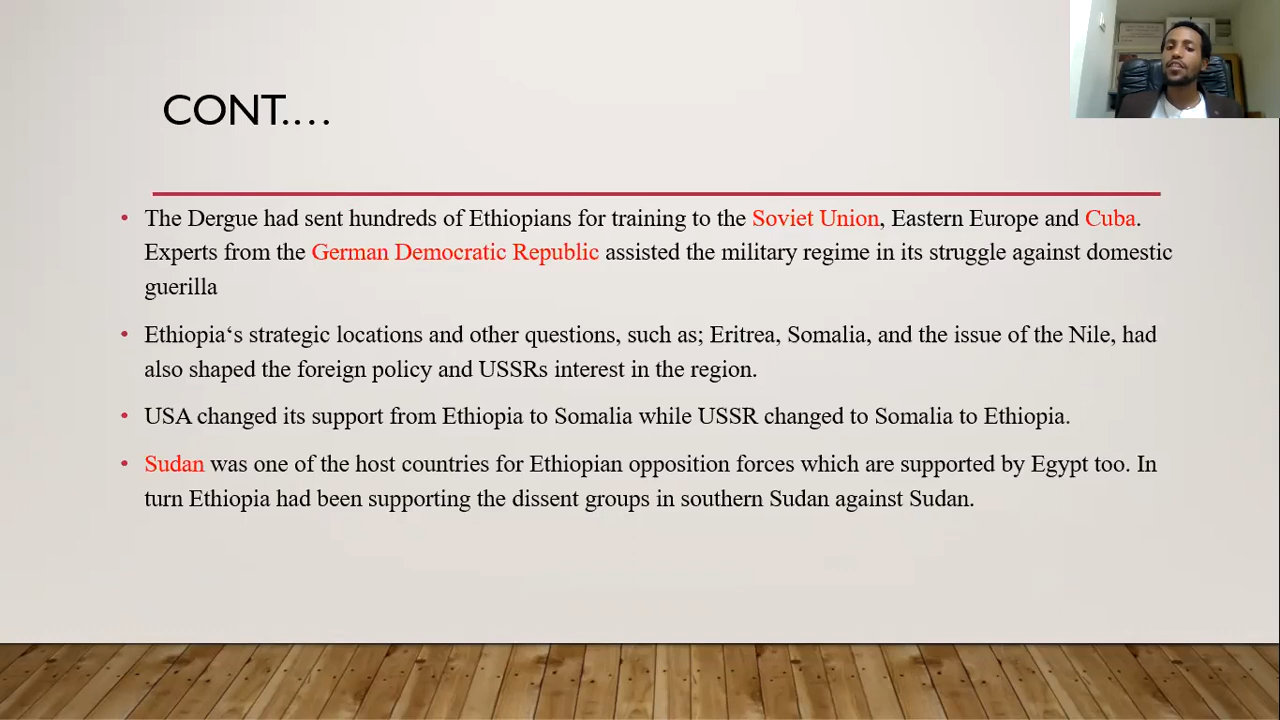 CONT.…
• The Dergue had sent hundreds of Ethiopians for training to the Soviet Union, Eastern Europe and Cuba.
Experts from the German Democratic Republic assisted the military regime in its struggle against domestic
guerilla
• Ethiopia‘s strategic locations and other questions, such as; Eritrea, Somalia, and the issue of the Nile, had
also shaped the foreign policy and USSRs interest in the region.
• USA changed its support from Ethiopia to Somalia while USSR changed to Somalia to Ethiopia.
• Sudan was one of the host countries for Ethiopian opposition forces which are supported by Egypt too. In
turn Ethiopia had been supporting the dissent groups in southern Sudan against Sudan.